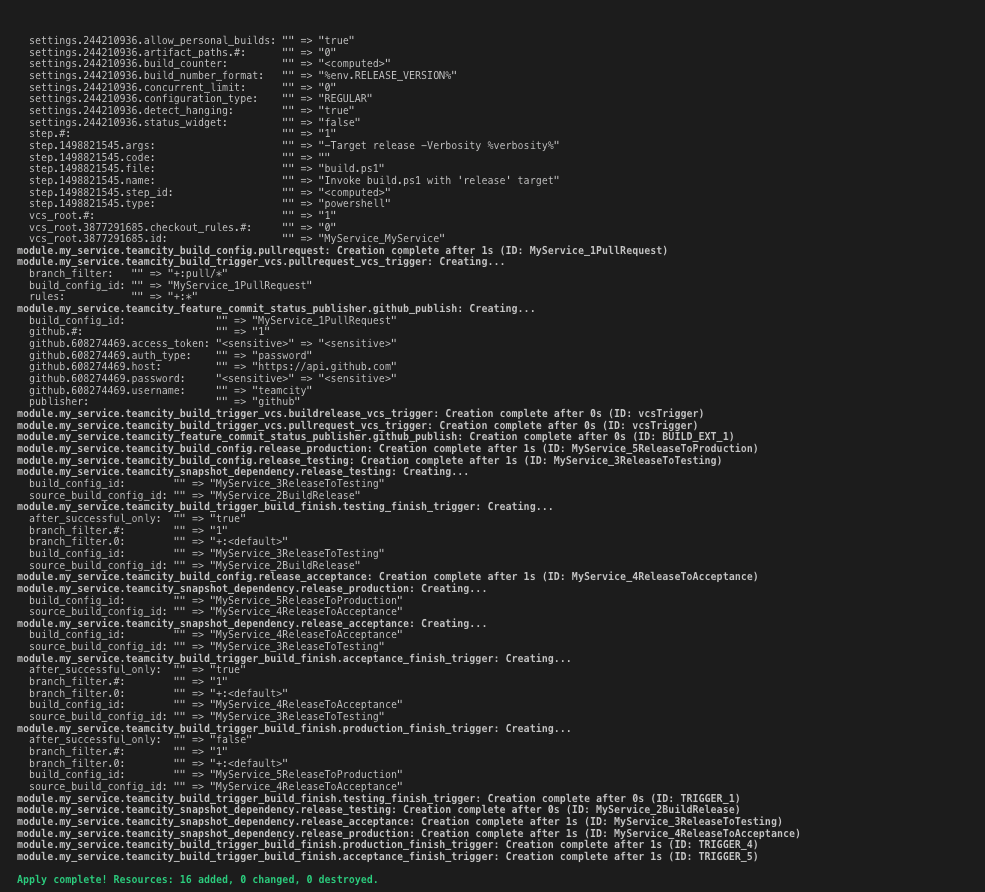 settings.244210936.allow_personal_builds: "" => "true"
settings.244210936.artifact_paths.#: "" => "0"
settings.244210936.build_counter: "" => "<computed>"
settings.244210936.build_number_format: "" => "%env.RELEASE_VERSION%"
settings.244210936.concurrent_limit: "" => "0"
settings.244210936.configuration_type: "" => "REGULAR"
settings.244210936.detect_hanging: "" => "true"
settings.244210936.status_widget: "" => "false"
step.#: "" => "1"
step.1498821545.args: "" => "-Target release -Verbosity %verbosity%"
step.1498821545.code: "" => ""
step.1498821545.file: "" => "build.ps1"
step.1498821545.name: "" => "Invoke build.ps1 with 'release' target"
step.1498821545.step_id: "" => "<computed>"
step.1498821545.type: "" => "powershell"
vcs_root.#: "" => "1"
vcs_root.3877291685.checkout_rules.#: "" => "0"
vcs_root.3877291685.id: "" => "MyService_MyService"
module.my_service.teamcity_build_config.pullrequest: Creation complete after 1s (ID: MyService_1PullRequest)
module.my_service.teamcity_build_trigger_vcs.pullrequest_vcs_trigger: Creating...
branch_filter: "" => "+:pull/*"
build_config_id: "" => "MyService_1PullRequest"
rules: "" => "+:*"
module.my_service.teamcity_feature_commit_status_publisher.github_publish: Creating...
build_config_id: "" => "MyService_1PullRequest"
github.#: "" => "1"
github.608274469.access_token: "<sensitive>" => "<sensitive>"
github.608274469.auth_type: "" => "password"
github.608274469.host: "" => "https://api.github.com"
github.608274469.password: "<sensitive>" => "<sensitive>"
github.608274469.username: "" => "teamcity"
publisher: "" => "github"
module.my_service.teamcity_build_trigger_vcs.buildrelease_vcs_trigger: Creation complete after 0s (ID: vcsTrigger)
module.my_service.teamcity_build_trigger_vcs.pullrequest_vcs_trigger: Creation complete after 0s (ID: vcsTrigger)
module.my_service.teamcity_feature_commit_status_publisher.github_publish: Creation complete after 0s (ID: BUILD_EXT_1)
module.my_service.teamcity_build_config.release_production: Creation complete after 1s (ID: MyService_5ReleaseToProduction)
module.my_service.teamcity_build_config.release_testing: Creation complete after 1s (ID: MyService_3ReleaseToTesting)
module.my_service.teamcity_snapshot_dependency.release_testing: Creating...
build_config_id: "" => "MyService_3ReleaseToTesting"
source_build_config_id: "" => "MyService_2BuildRelease"
module.my_service.teamcity_build_trigger_build_finish.testing_finish_trigger: Creating...
after_successful_only: "" => "true"
branch_filter.#: "" => "1"
branch_filter.0: "" => "+:<default>"
build_config_id: "" => "MyService_3ReleaseToTesting"
source_build_config_id: "" => "MyService_2BuildRelease"
module.my_service.teamcity_build_config.release_acceptance: Creation complete after 1s (ID: MyService_4ReleaseToAcceptance)
module.my_service.teamcity_snapshot_dependency.release_production: Creating...
build_config_id: "" => "MyService_5ReleaseToProduction"
source_build_config_id: "" => "MyService_4ReleaseToAcceptance"
module.my_service.teamcity_snapshot_dependency.release_acceptance: Creating...
build_config_id: "" => "MyService_4ReleaseToAcceptance"
source_build_config_id: "" => "MyService_3ReleaseToTesting"
module.my_service.teamcity_build_trigger_build_finish.acceptance_finish_trigger: Creating...
after_successful_only: "" => "true"
branch_filter.#: "" => "1"
branch_filter.0: "" => "+:<default>"
build_config_id: "" => "MyService_4ReleaseToAcceptance"
source_build_config_id: "" => "MyService_3ReleaseToTesting"
module.my_service.teamcity_build_trigger_build_finish.production_finish_trigger: Creating...
after_successful_only: "" => "false"
branch_filter.#: "" => "1"
branch_filter.0: "" => "+:<default>"
build_config_id: "" => "MyService_5ReleaseToProduction"
source_build_config_id: "" => "MyService_4ReleaseToAcceptance"
module.my_service.teamcity_build_trigger_build_finish.testing_finish_trigger: Creation complete after 0s (ID: TRIGGER_1)
module.my_service.teamcity_snapshot_dependency.release_testing: Creation complete after 0s (ID: MyService_2BuildRelease)
module.my_service.teamcity_snapshot_dependency.release_acceptance: Creation complete after 1s (ID: MyService_3ReleaseToTesting)
module.my_service.teamcity_snapshot_dependency.release_production: Creation complete after 1s (ID: MyService_4ReleaseToAcceptance)
module.my_service.teamcity_build_trigger_build_finish.production_finish_trigger: Creation complete after 1s (ID: TRIGGER_4)
module.my_service.teamcity_build_trigger_build_finish.acceptance_finish_trigger: Creation complete after 1s (ID: TRIGGER_5)
Apply complete! Resources: 16 added, 0 changed, 0 destroyed.